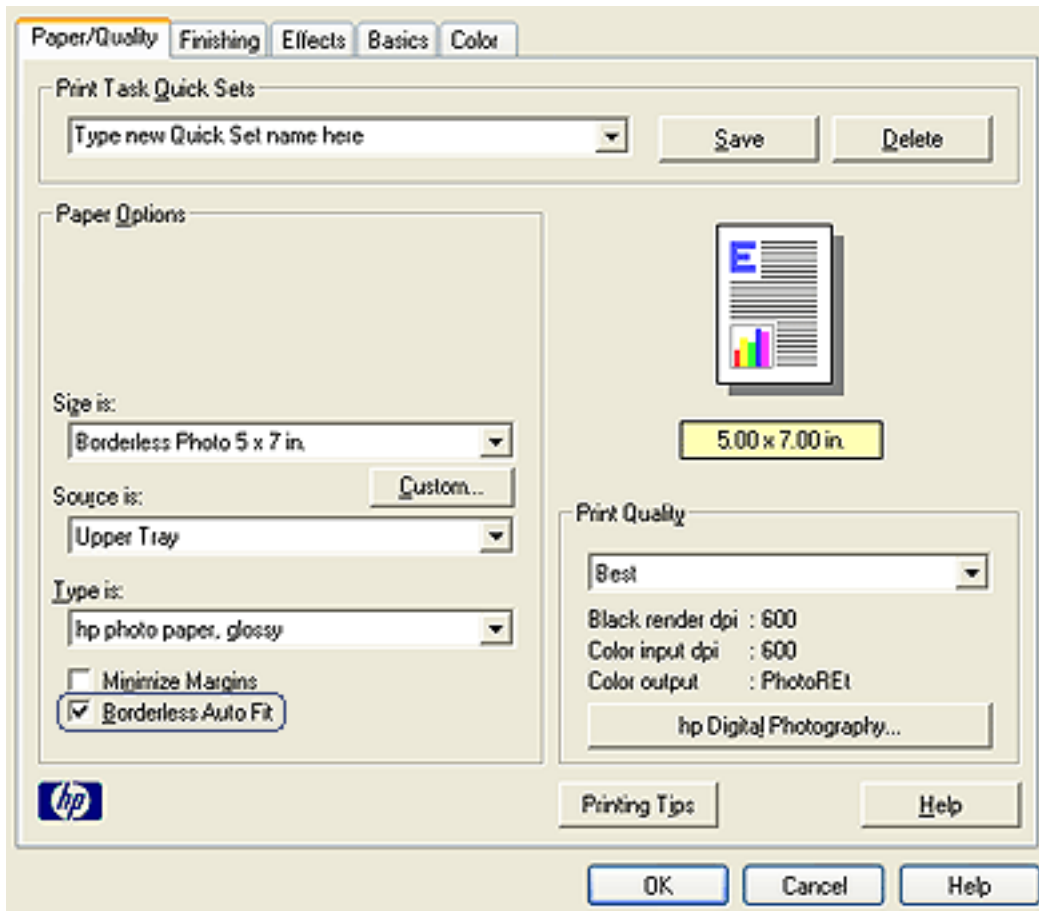 Paper/Quality Finishing Effects Basics Color
Print Task Quick Sets
Type new Quick Set name here Save Delete
Paper Options
E
Size is:
Borderless Photo 5 x 7 in.
5.00 x 7.00 in.
Custom...
Source is:
Upper Tray
Print Quality
Best
Type is:
hp photo paper, glossy
Black render dpi : 600
Color input dpi : 600
Color output : PhotoREt
Minimize Margins
Borderless Auto Fit
hp Digital Photography...
hp
Printing Tips Help
OK Cancel Help